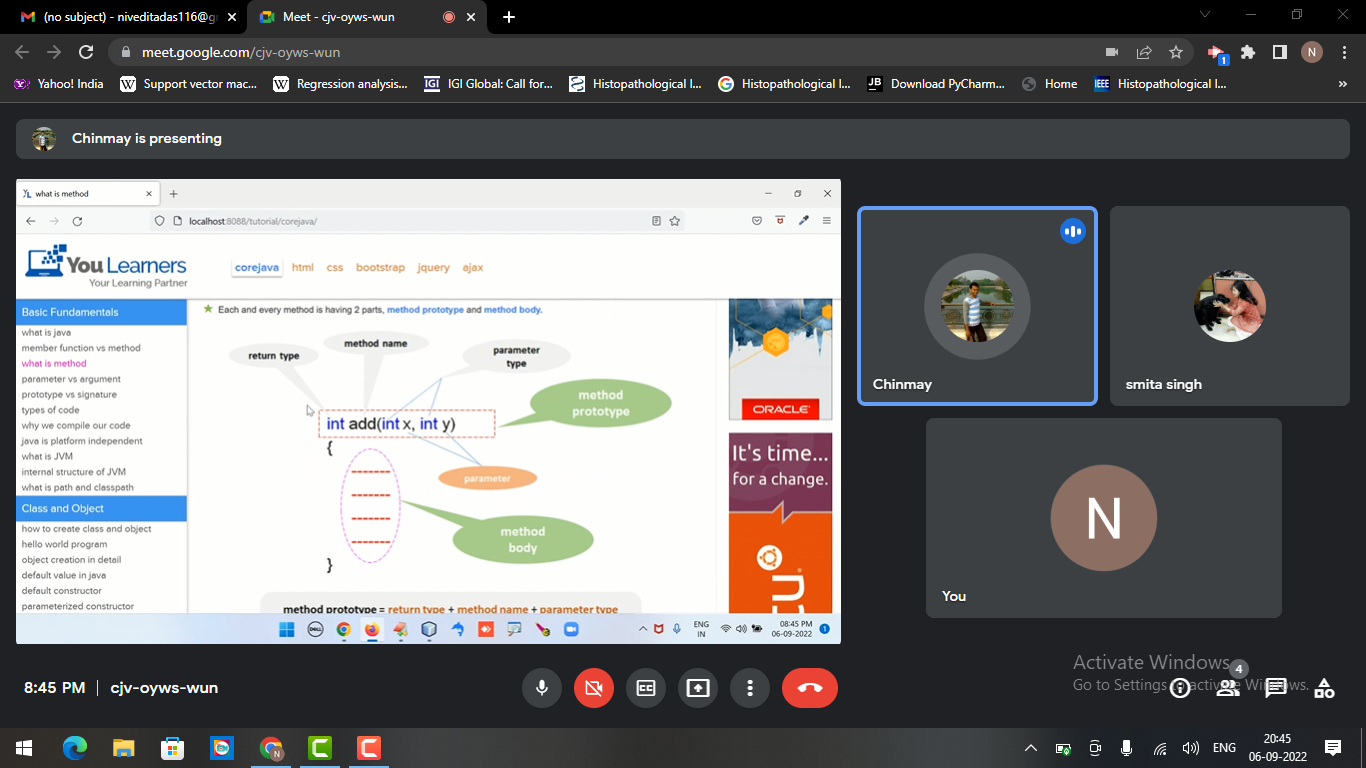 (no subject) - niveditadas116@g
Meet - cjv-oyws-wun
meet.google.com/cjv-oyws-wun
1
N
Yahoo! India
Support vector mac...
Regression analysis...
IGI Global: Call for...
Histopathological I...
Histopathological I...
Download PyCharm...
Home
Histopathological I...
»
Chinmay is presenting
what is method
localhost:8088/tutorial/corejava/
You Learners
Your Learning Partner
corejava html css bootstrap jquery ajax
Basic Fundamentals
what is java
member function vs method
what is method
parameter vs argument
prototype vs signature
types of code
why we compile our code
java is platform independent
what is JVM
internal structure of JVM
what is path and classpath
Class and Object
how to create class and object
hello world program
object creation in detail
default value in java
default constructor
parameterized constructor
Each and every method is having 2 parts, method prototype and method body.
return type
method name
parameter
type
method
prototype
int add(int x, int y)
{
parameter
method
body
}
method prototype = return type + method name + parameter type
ORACLE
It's time...
for a change.
ENG
IN
08:45 PM
06-09-2022
1
Chinmay
smita singh
N
You
8:45 PM | cjv-oyws-wun
Activate Windows
Go to Settings to activate Windows.
4
N
ENG
20:45
06-09-2022